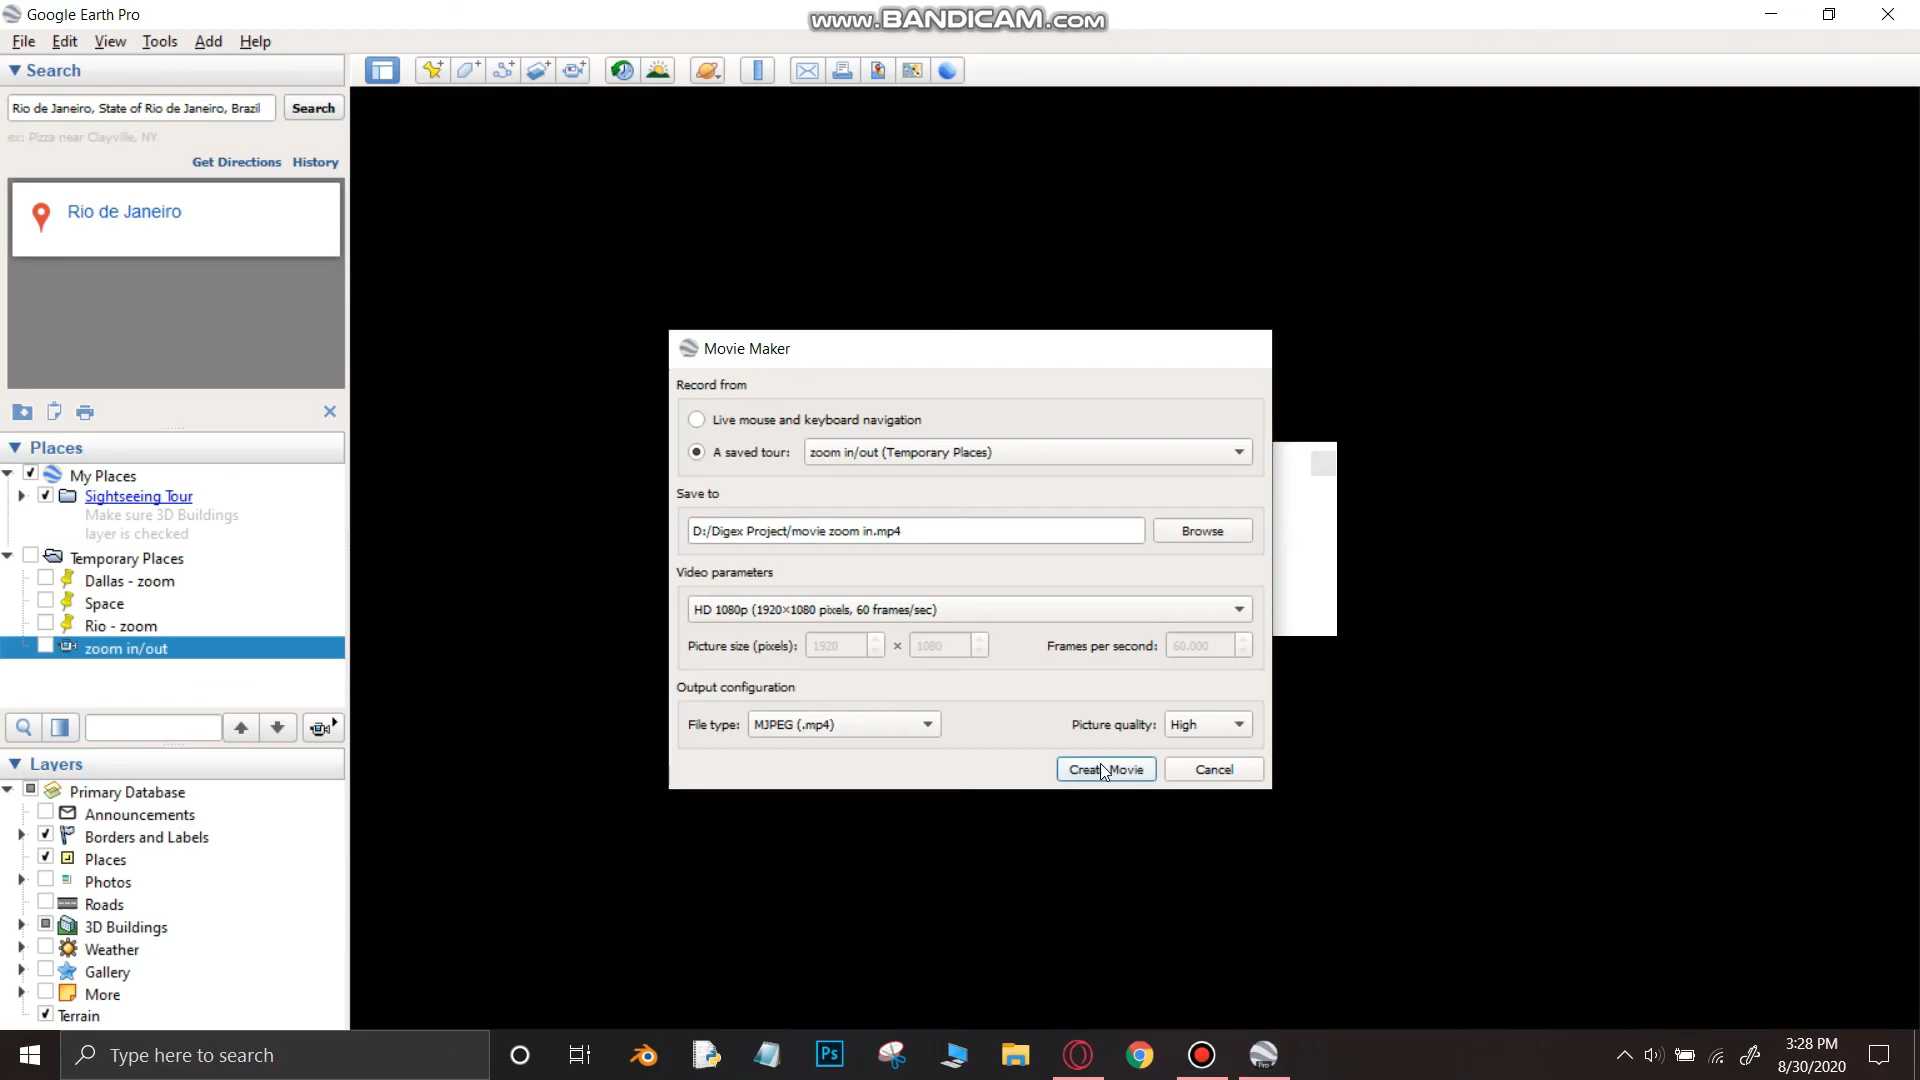 Google Earth Pro
www.BANDICAM.com
File Edit View Tools Add Help
Search
Rio de Janeiro, State of Rio de Janeiro, Brazil Search
ex: Pizza near Clayville, NY
Get Directions History
Rio de Janeiro
Places
My Places
Sightseeing Tour
Make sure 3D Buildings
layer is checked
Temporary Places
Dallas - zoom
Space
Rio - zoom
zoom in/out
Layers
Primary Database
Announcements
Borders and Labels
Places
Photos
Roads
3D Buildings
Weather
Gallery
More
Terrain
Movie Maker
Record from
Live mouse and keyboard navigation
A saved tour: zoom in/out (Temporary Places)
Save to
D:/Digex Project/movie zoom in.mp4 Browse
Video parameters
HD 1080p (1920×1080 pixels, 60 frames/sec)
Picture size (pixels): 1920 × 1080 Frames per second: 60.000
Output configuration
File type: MJPEG (.mp4) Picture quality: High
Create Movie Cancel
Type here to search
Ps
Pro
3:28 PM
8/30/2020